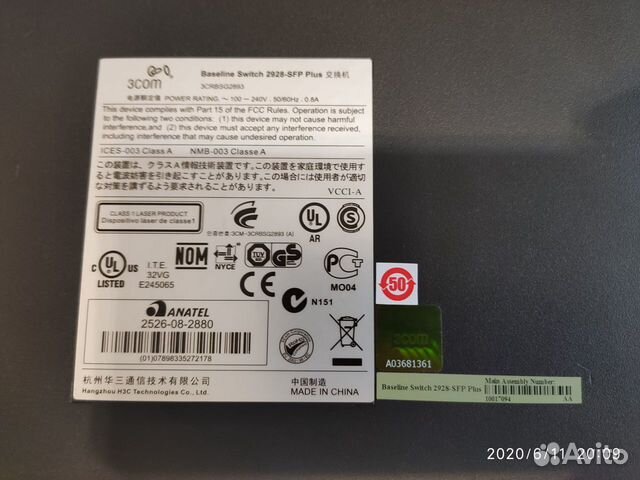 3com
Baseline Switch 2928-SFP Plus 交换机
3CRBSG2893
电源额定值 POWER RATING: ~ 100 – 240V , 50/60Hz , 0.8A
This device complies with Part 15 of the FCC Rules. Operation is subject
to the following two conditions: (1) this device may not cause harmful
interference,and (2) this device must accept any interference received,
including interference that may cause undesired operation.
ICES-003 Class A NMB-003 Classe A
この装置は、クラスA情報技術装置です。この装置を家庭環境で使用す
ると電波妨害を引き起こすことがあります。この場合には使用者が適切
な対策を講ずるよう要求されることがあります。
VCCI-A
CLASS 1 LASER PRODUCT
Dispositivo láser de classe1
인증번호 :3CM-3CRBSG2893 (A)
UL
AR
S
C UL US
LISTED
I.T.E.
32VG
E245065
NOM
NYCE
TUV
GS
CE
N151
MO04
50
ANATEL
2526-08-2880
(01)07898335272178
杭州华三通信技术有限公司
Hangzhou H3C Technologies Co., Ltd.
中国制造
MADE IN CHINA
3com
A03681361
Baseline Switch 2928-SFP Plus
Main Assembly Number:
10017094 AA
2020/6/11 20:09
Avito